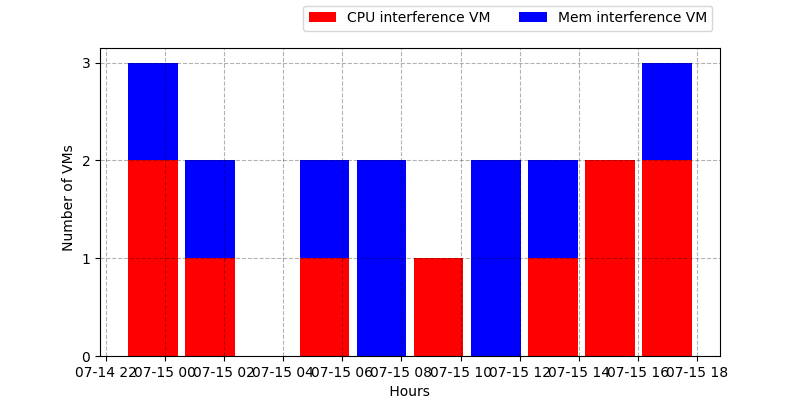 CPU interference VM Mem interference VM
3
2
1
0
Number of VMs
07-14 22 07-15 00 07-15 02 07-15 04 07-15 06 07-15 08 07-15 10 07-15 12 07-15 14 07-15 16 07-15 18
Hours